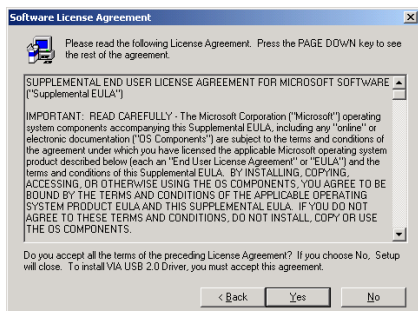 Software License Agreement
Please read the following License Agreement. Press the PAGE DOWN key to see
the rest of the agreement.
SUPPLEMENTAL END USER LICENSE AGREEMENT FOR MICROSOFT SOFTWARE
("Supplemental EULA")
IMPORTANT: READ CAREFULLY - The Microsoft Corporation ("Microsoft") operating
system components accompanying this Supplemental EULA, including any "online" or
electronic documentation ("OS Components") are subject to the terms and conditions of
the agreement under which you have licensed the applicable Microsoft operating system
product described below (each an "End User License Agreement" or "EULA") and the
terms and conditions of this Supplemental EULA. BY INSTALLING, COPYING,
ACCESSING, OR OTHERWISE USING THE OS COMPONENTS, YOU AGREE TO BE
BOUND BY THE TERMS AND CONDITIONS OF THE APPLICABLE OPERATING
SYSTEM PRODUCT EULA AND THIS SUPPLEMENTAL EULA. IF YOU DO NOT
AGREE TO THESE TERMS AND CONDITIONS, DO NOT INSTALL, COPY OR USE
THE OS COMPONENTS.
Do you accept all the terms of the preceding License Agreement? If you choose No, Setup
will close. To install VIA USB 2.0 Driver, you must accept this agreement.
< Back Yes No